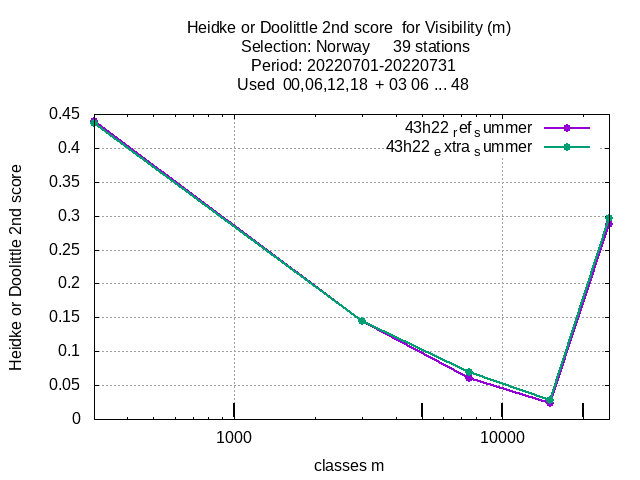 Heidke or Doolittle 2nd score  for Visibility (m)
Selection: Norway     39 stations
Period: 20220701-20220731
Used  00,06,12,18  + 03 06 ... 48
43h22 ref summer
43h22 extra summer
Heidke or Doolittle 2nd score
0.45
0.4
0.35
0.3
0.25
0.2
0.15
0.1
0.05
0
1000 10000
classes m